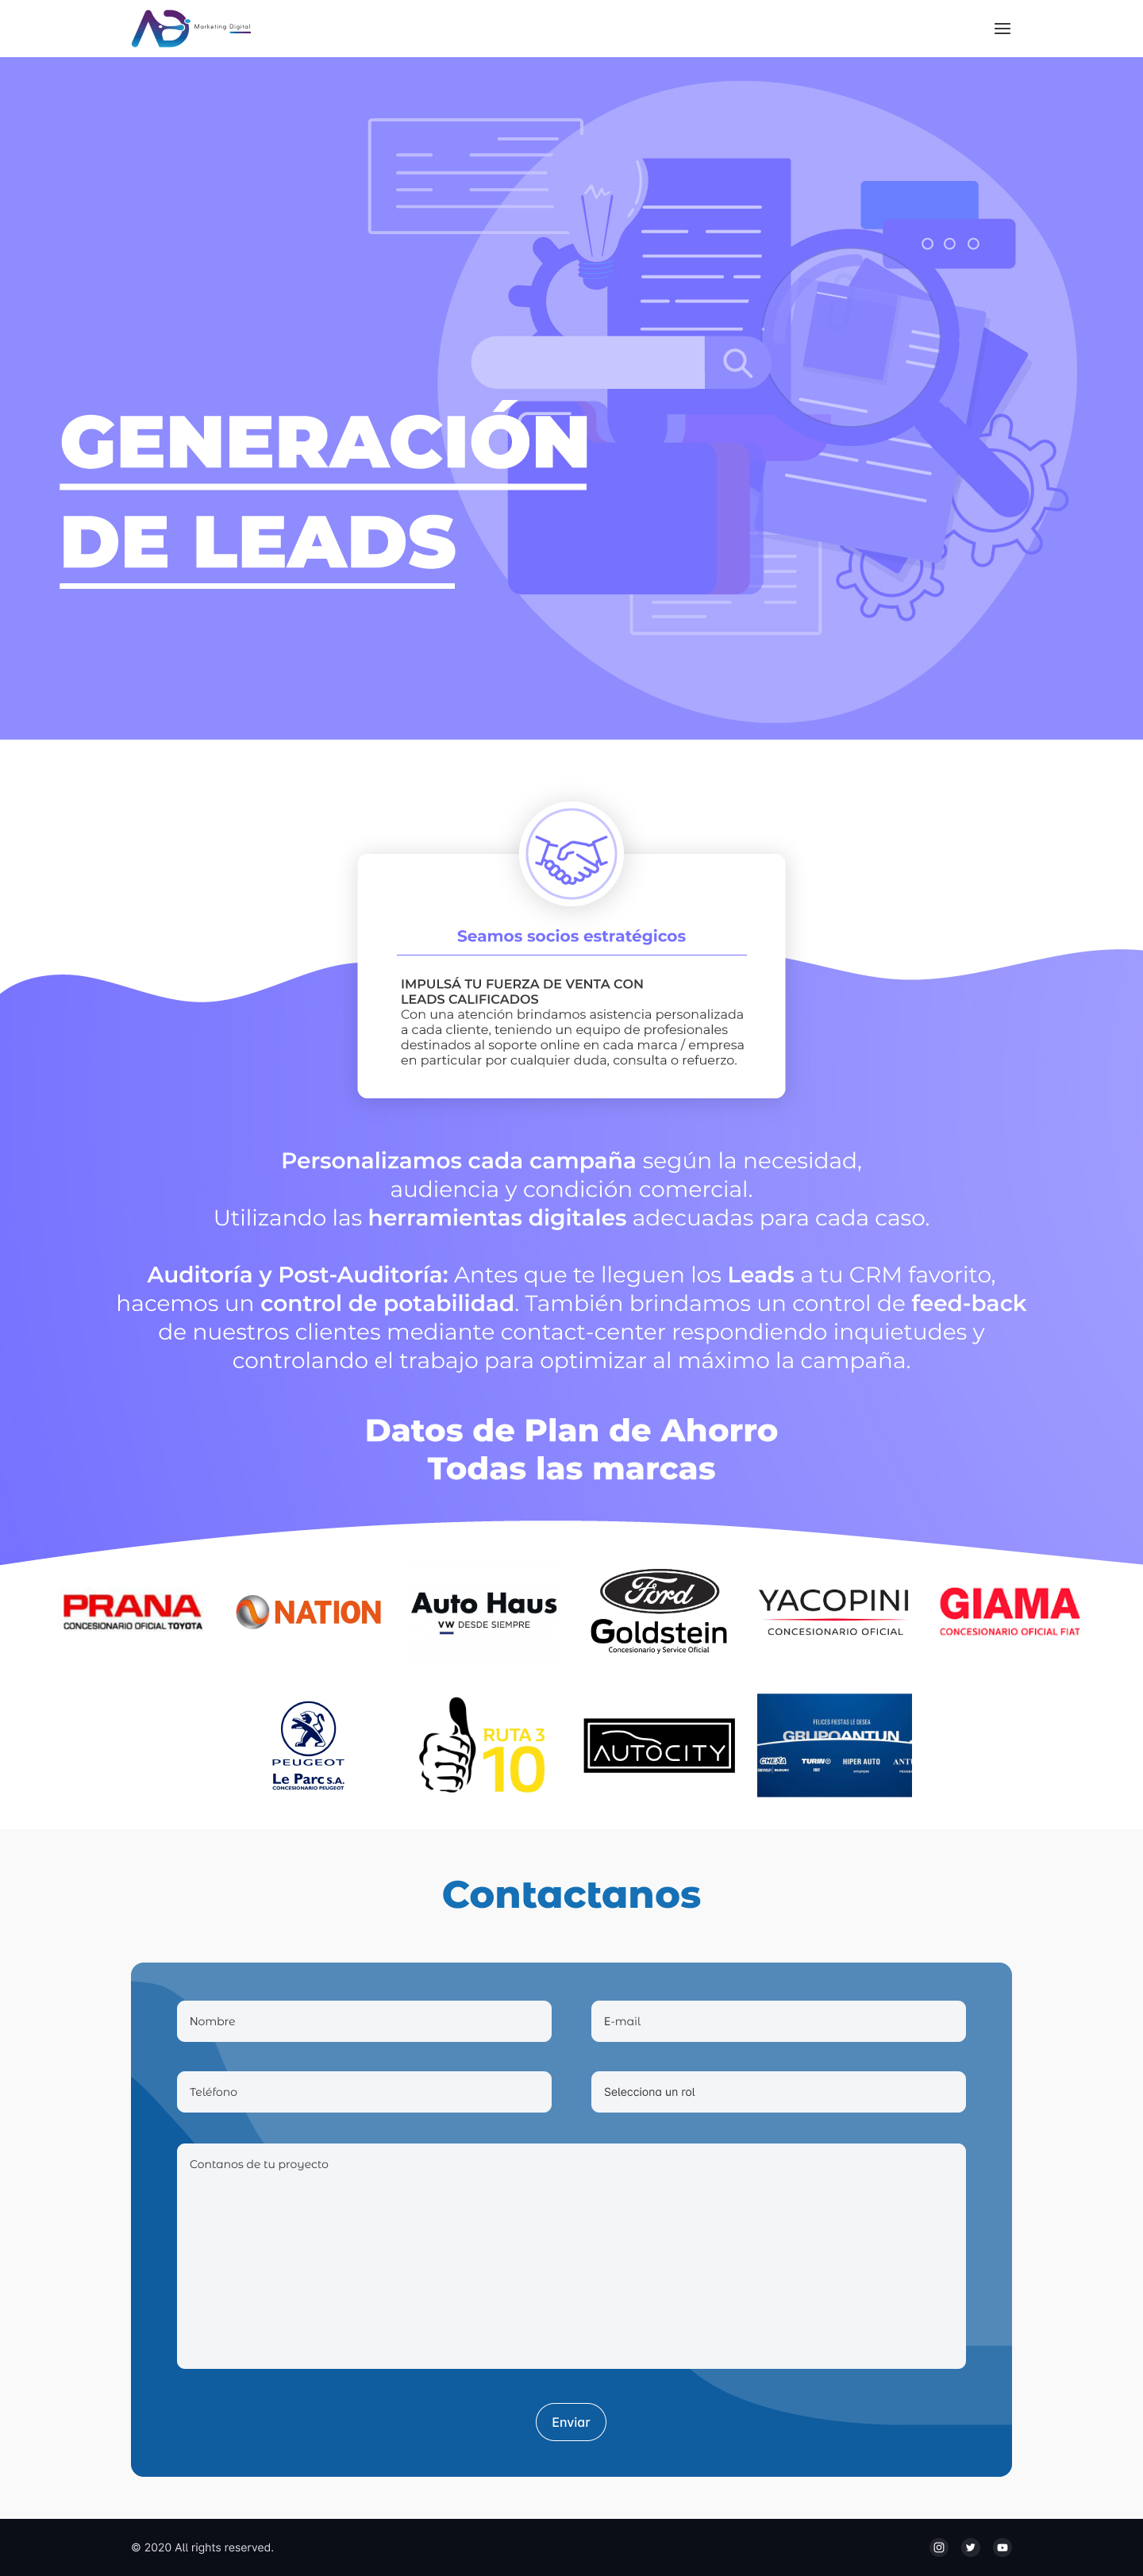 Marketing Digital
GENERACIÓN
DE LEADS
Seamos socios estratégicos
IMPULSÁ TU FUERZA DE VENTA CON
LEADS CALIFICADOS
Con una atención brindamos asistencia personalizada
a cada cliente, teniendo un equipo de profesionales
destinados al soporte online en cada marca / empresa
en particular por cualquier duda, consulta o refuerzo.
Personalizamos cada campaña según la necesidad,
audiencia y condición comercial.
Utilizando las herramientas digitales adecuadas para cada caso.
Auditoría y Post-Auditoría: Antes que te lleguen los Leads a tu CRM favorito,
hacemos un control de potabilidad. También brindamos un control de feed-back
de nuestros clientes mediante contact-center respondiendo inquietudes y
controlando el trabajo para optimizar al máximo la campaña.
Datos de Plan de Ahorro
Todas las marcas
PRANA
CONCESIONARIO OFICIAL TOYOTA
NATION
Auto Haus
VW DESDE SIEMPRE
Ford
Goldstein
Concesionario y Service Oficial
YACOPINI
CONCESIONARIO OFICIAL
GIAMA
CONCESIONARIO OFICIAL FIAT
PEUGEOT
Le Parc S.A.
CONCESIONARIO PEUGEOT
RUTA 3
10
AUTOCITY
FELICES FIESTAS LE DESEA
GRUPOANTUN
CHEXA TURIN HIPER AUTO ANTU
Contactanos
Nombre
E-mail
Teléfono
Selecciona un rol
Contanos de tu proyecto
Enviar
© 2020 All rights reserved.